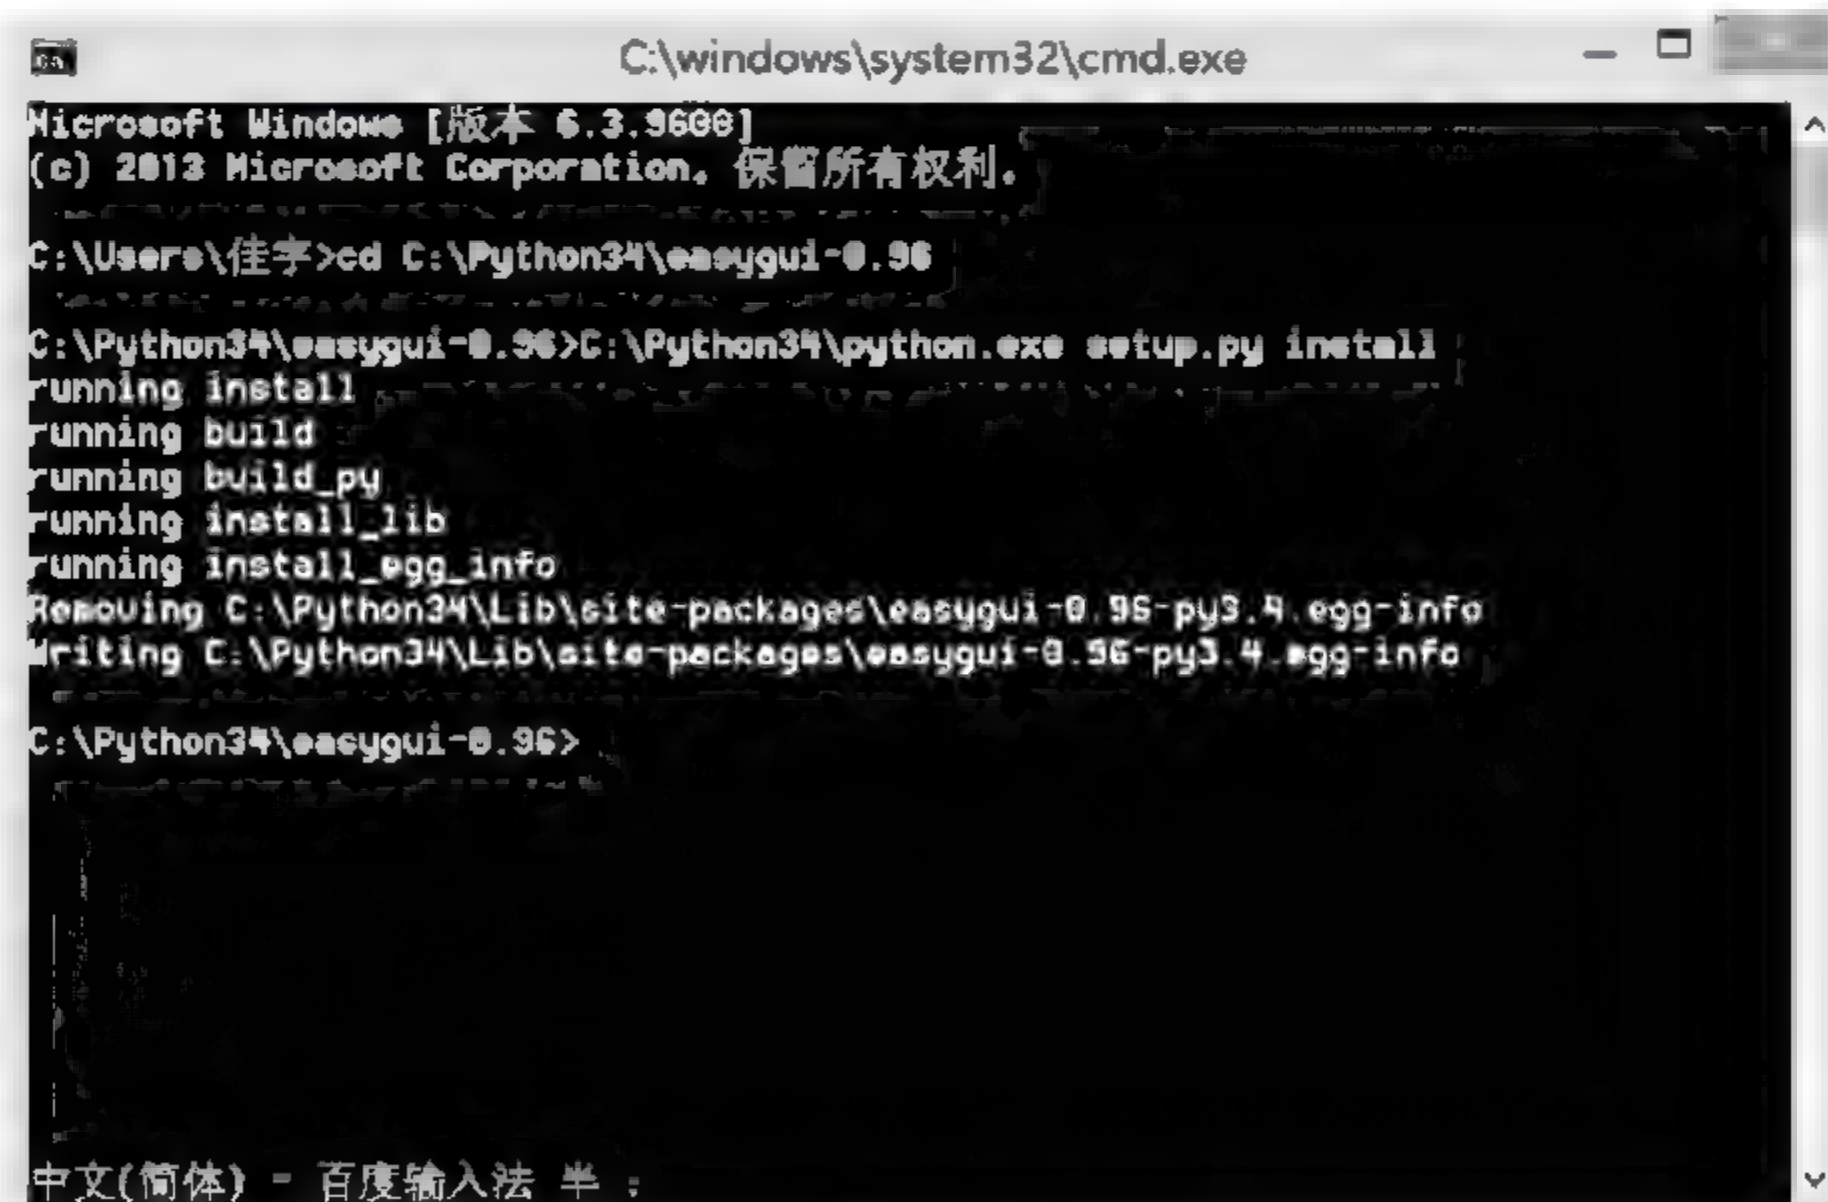 C:\windows\system32\cmd.exe
Microsoft Windows [版本 6.3.9600]
(c) 2013 Microsoft Corporation。保留所有权利。
C:\Users\佳宇>cd C:\Python34\easygui-0.96
C:\Python34\easygui-0.96>C:\Python34\python.exe setup.py install
running install
running build
running build_py
running install_lib
running install_egg_info
Removing C:\Python34\Lib\site-packages\easygui-0.96-py3.4.egg-info
Writing C:\Python34\Lib\site-packages\easygui-0.96-py3.4.egg-info
C:\Python34\easygui-0.96>
中文(简体) - 百度输入法 半 :